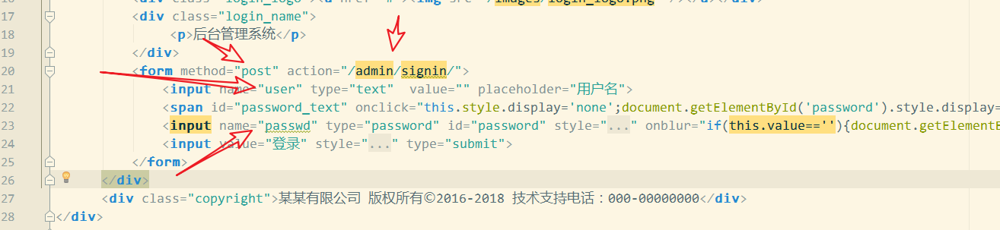 17 <div class="login_name">
18 <p>后台管理系统</p>
19 </div>
20 <form method="post" action="/admin/signin/">
21 <input name="user" type="text"  value="" placeholder="用户名">
22 <span id="password_text" onclick="this.style.display='none';document.getElementById('password').style.display=
23 <input name="passwd" type="password" id="password" style="..." onblur="if(this.value==''){document.getElementB
24 <input value="登录" style="..." type="submit">
25 </form>
26 </div>
27 <div class="copyright">某某有限公司 版权所有©2016-2018 技术支持电话：000-00000000</div>
28 </div>